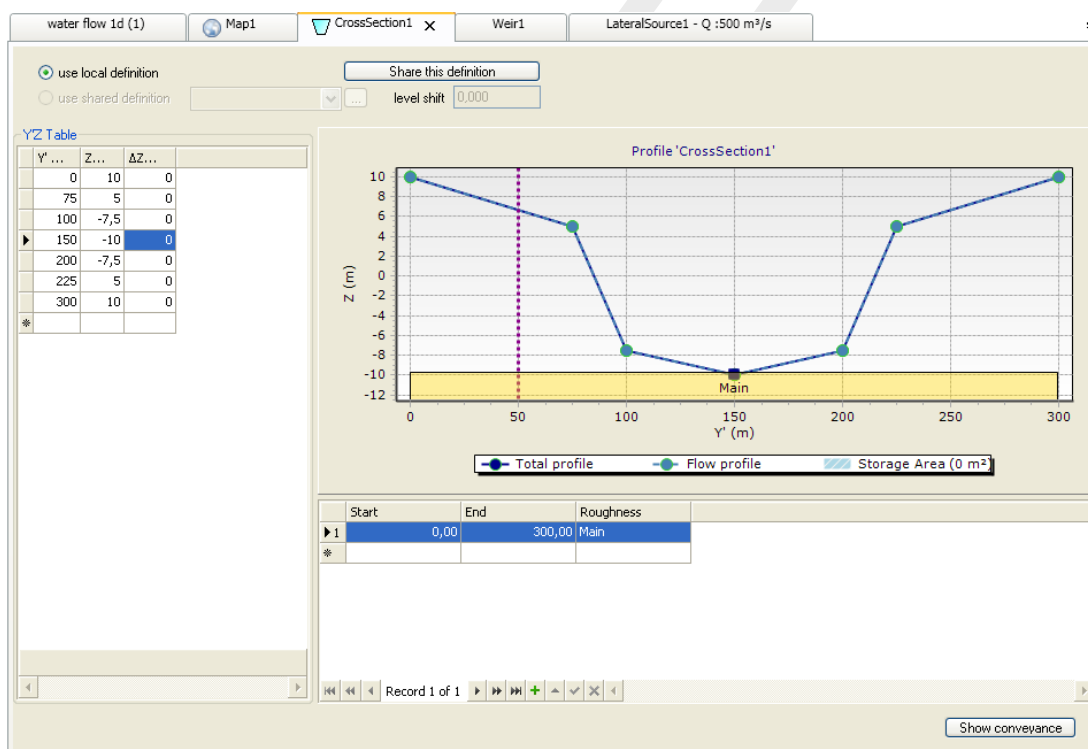 water flow 1d (1) Map1 CrossSection1 Weir1 LateralSource1 - Q :500 m³/s
use local definition Share this definition
use shared definition ... level shift 0,000
Y'Z Table
Y' ... Z... ΔZ...
0 10 0
75 5 0
100 -7,5 0
150 -10 0
200 -7,5 0
225 5 0
300 10 0
Profile 'CrossSection1'
Z (m)
10
8
6
4
2
0
-2
-4
-6
-8
-10
-12
Main
0 50 100 150 200 250 300
Y' (m)
Total profile Flow profile Storage Area (0 m²)
Start End Roughness
1 0,00 300,00 Main
Record 1 of 1
Show conveyance